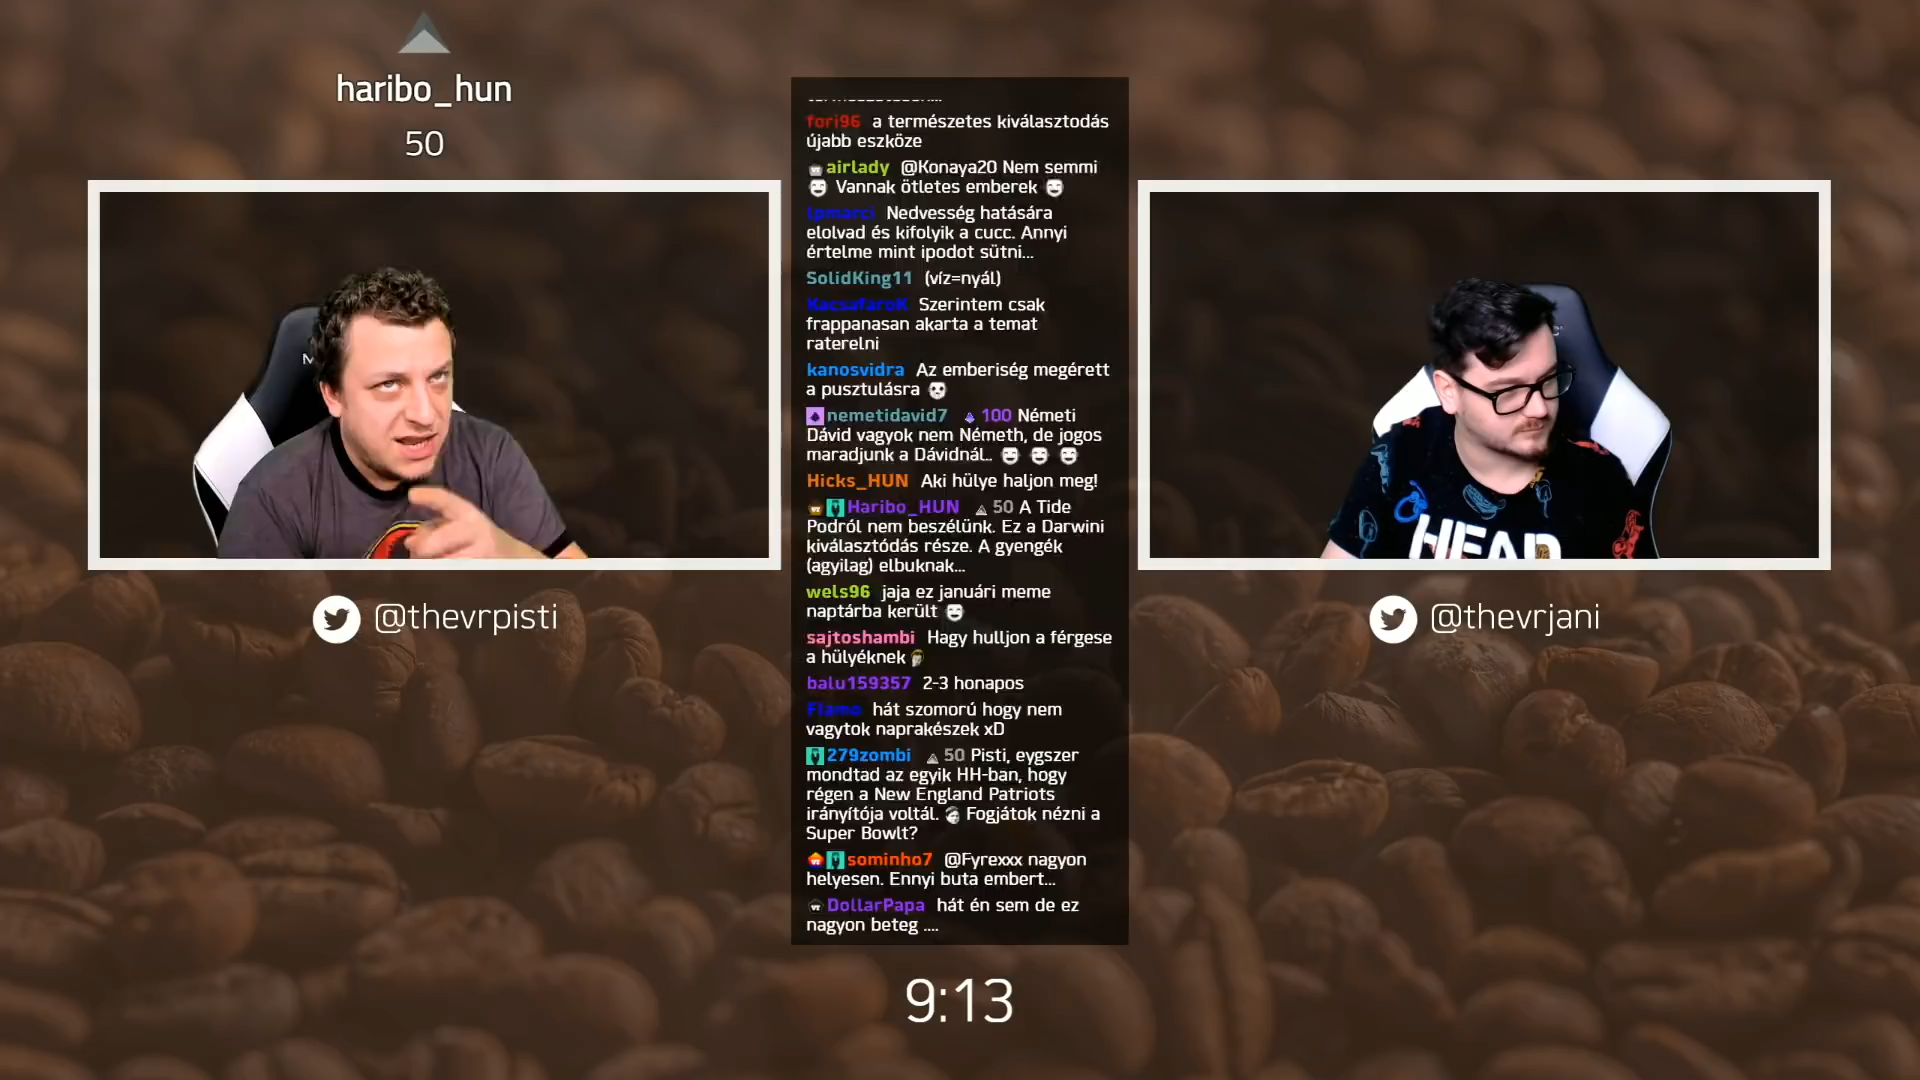 haribo_hun
50
fori96 a természetes kiválasztodás
újabb eszköze
airlady @Konaya20 Nem semmi
Vannak ötletes emberek
lpmarci Nedvesség hatására
elolvad és kifolyik a cucc. Annyi
értelme mint ipodot sütni...
SolidKing11 (víz=nyál)
KacsafaroK Szerintem csak
frappanasan akarta a temat
raterelni
kanosvidra Az emberiség megérett
a pusztulásra
nemetidavid7 100 Németi
Dávid vagyok nem Németh, de jogos
maradjunk a Dávidnál..
Hicks_HUN Aki hülye haljon meg!
Haribo_HUN 50 A Tide
Podról nem beszélünk. Ez a Darwini
kiválasztódás része. A gyengék
(agyilag) elbuknak...
wels96 jaja ez januári meme
naptárba került
sajtoshambi Hagy hulljon a férgese
a hülyéknek
balu159357 2-3 honapos
Flamo hát szomorú hogy nem
vagytok naprakészek xD
279zombi 50 Pisti, eygszer
mondtad az egyik HH-ban, hogy
régen a New England Patriots
irányítója voltál. Fogjátok nézni a
Super Bowlt?
sominho7 @Fyrexxx nagyon
helyesen. Ennyi buta embert...
DollarPapa hát én sem de ez
nagyon beteg ....
9:13
@thevrpisti
@thevrjani
HEAD